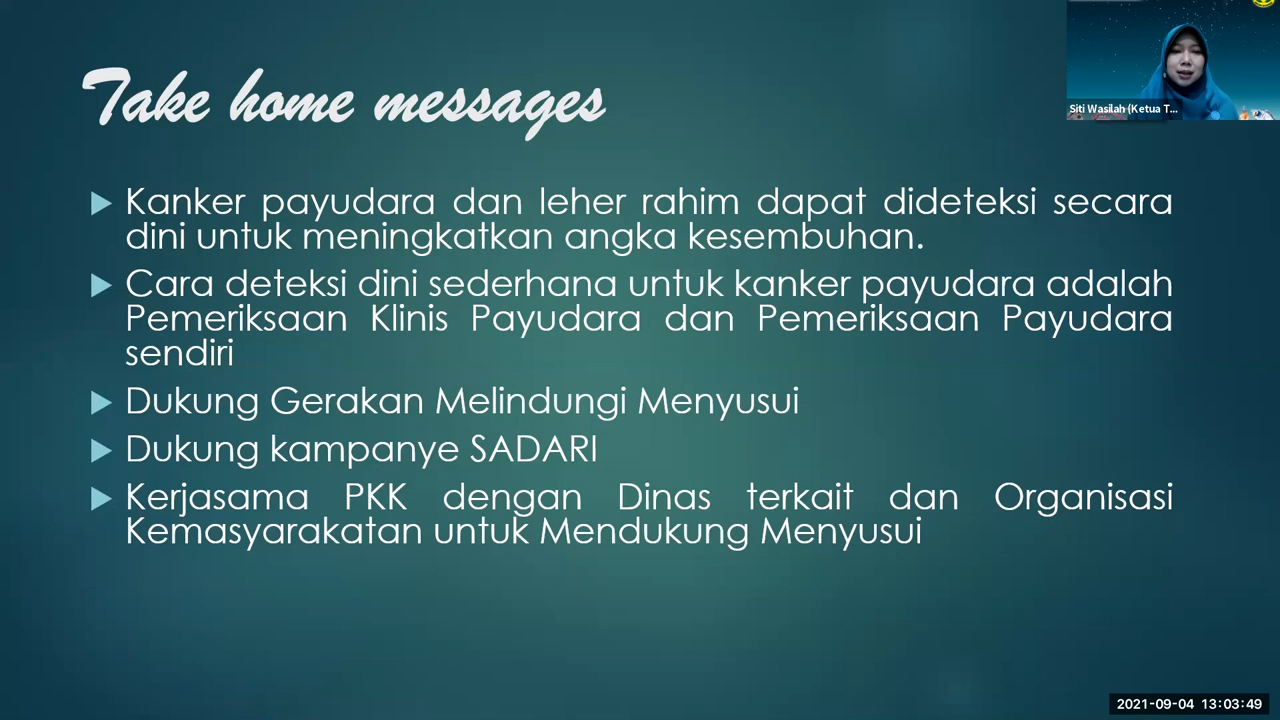 Take home messages
Siti Wasilah (Ketua T...
Kanker payudara dan leher rahim dapat dideteksi secara
dini untuk meningkatkan angka kesembuhan.
Cara deteksi dini sederhana untuk kanker payudara adalah
Pemeriksaan Klinis Payudara dan Pemeriksaan Payudara
sendiri
Dukung Gerakan Melindungi Menyusui
Dukung kampanye SADARI
Kerjasama PKK dengan Dinas terkait dan Organisasi
Kemasyarakatan untuk Mendukung Menyusui
2021-09-04 13:03:49